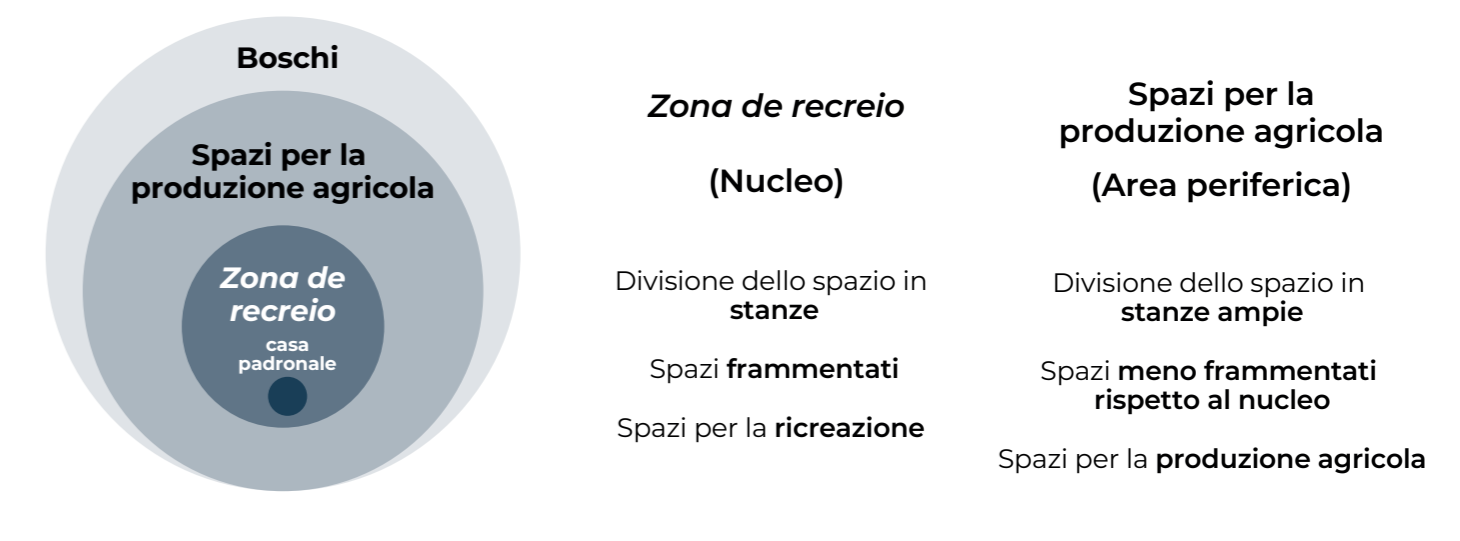 Boschi
Spazi per la
produzione agricola
Zona de
recreio
casa
padronale
Zona de recreio
(Nucleo)
Divisione dello spazio in
stanze
Spazi frammentati
Spazi per la ricreazione
Spazi per la
produzione agricola
(Area periferica)
Divisione dello spazio in
stanze ampie
Spazi meno frammentati
rispetto al nucleo
Spazi per la produzione agricola